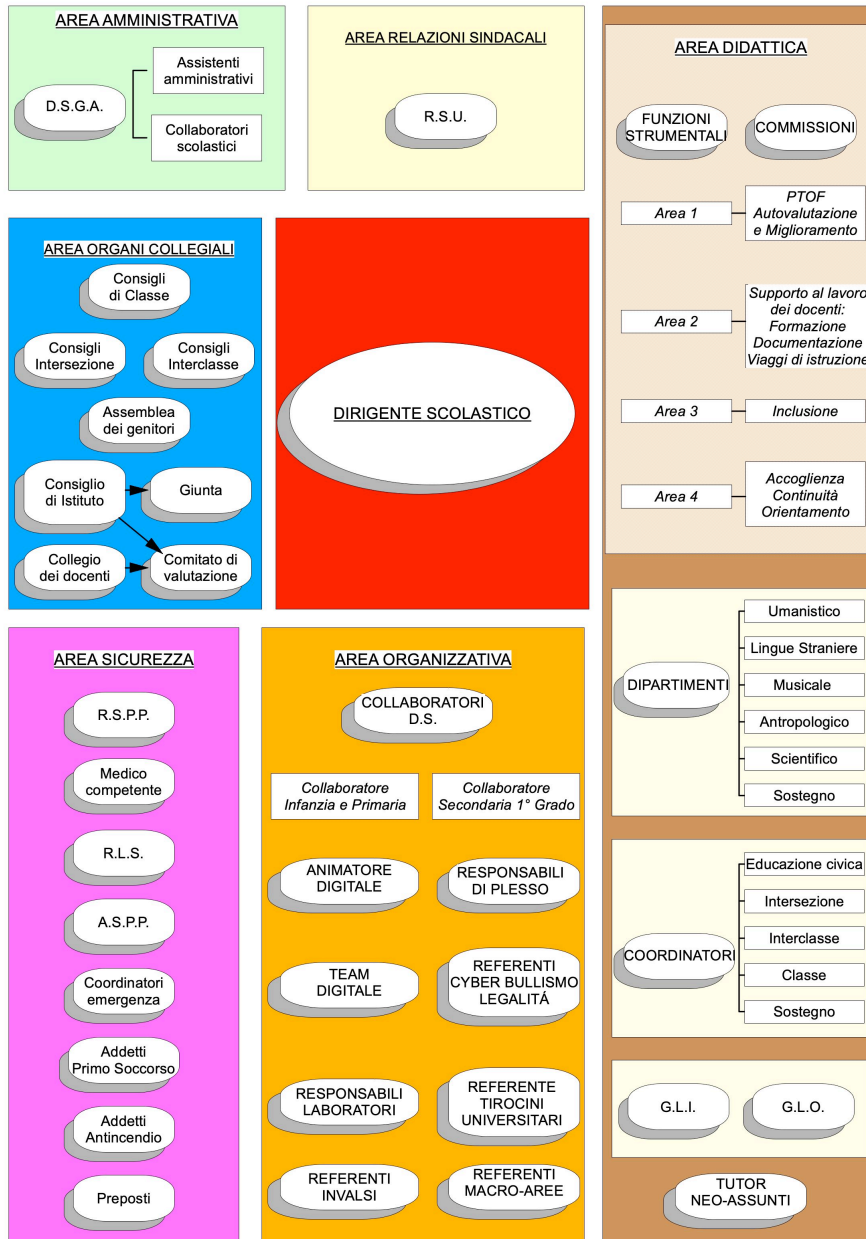 AREA AMMINISTRATIVA
D.S.G.A.
Assistenti
amministrativi
Collaboratori
scolastici
AREA RELAZIONI SINDACALI
R.S.U.
AREA DIDATTICA
FUNZIONI
STRUMENTALI
COMMISSIONI
Area 1
PTOF
Autovalutazione
e Miglioramento
Area 2
Supporto al lavoro
dei docenti:
Formazione
Documentazione
Viaggi di istruzione
Area 3
Inclusione
Area 4
Accoglienza
Continuità
Orientamento
AREA ORGANI COLLEGIALI
Consigli
di Classe
Consigli
Intersezione
Consigli
Interclasse
Assemblea
dei genitori
Consiglio
di Istituto
Giunta
Collegio
dei docenti
Comitato di
valutazione
DIRIGENTE SCOLASTICO
DIPARTIMENTI
Umanistico
Lingue Straniere
Musicale
Antropologico
Scientifico
Sostegno
COORDINATORI
Educazione civica
Intersezione
Interclasse
Classe
Sostegno
G.L.I.
G.L.O.
TUTOR
NEO-ASSUNTI
AREA SICUREZZA
R.S.P.P.
Medico
competente
R.L.S.
A.S.P.P.
Coordinatori
emergenza
Addetti
Primo Soccorso
Addetti
Antincendio
Preposti
AREA ORGANIZZATIVA
COLLABORATORI
D.S.
Collaboratore
Infanzia e Primaria
Collaboratore
Secondaria 1° Grado
ANIMATORE
DIGITALE
RESPONSABILI
DI PLESSO
TEAM
DIGITALE
REFERENTI
CYBER BULLISMO
LEGALITÁ
RESPONSABILI
LABORATORI
REFERENTE
TIROCINI
UNIVERSITARI
REFERENTI
INVALSI
REFERENTI
MACRO-AREE